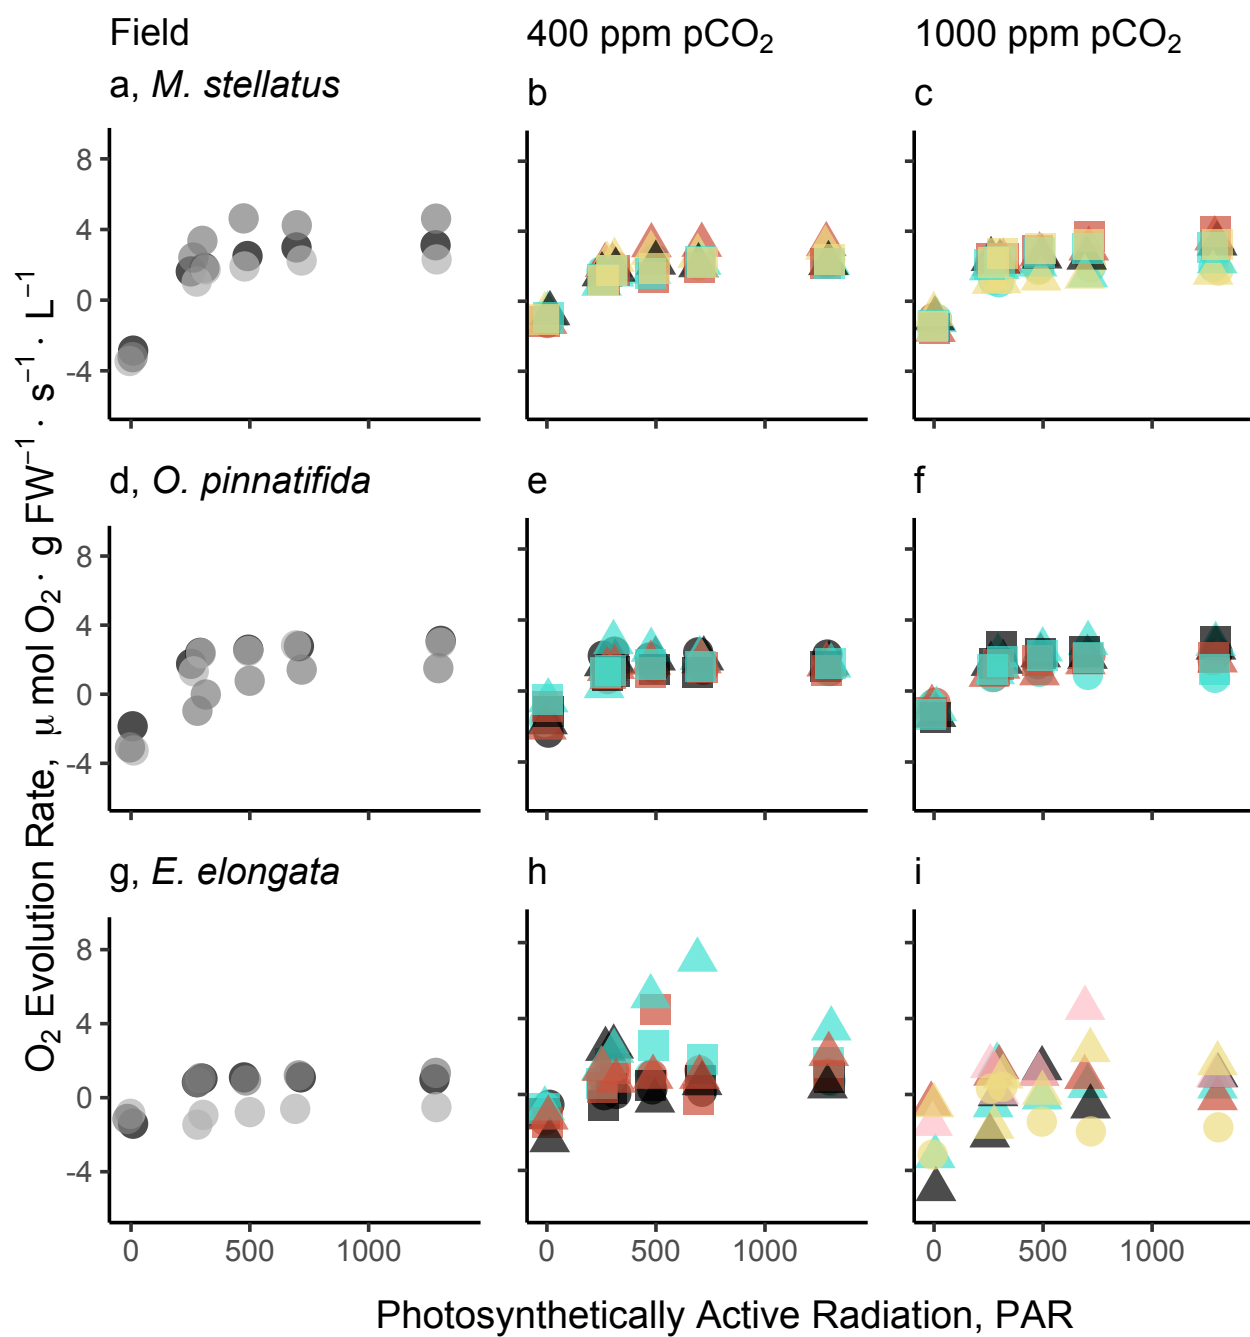 Field
400 ppm pCO₂
1000 ppm pCO₂
a, M. stellatus
b
c
8
4
0
-4
d, O. pinnatifida
e
f
8
4
0
-4
g, E. elongata
h
i
8
4
0
-4
0 500 1000
0 500 1000
0 500 1000
O₂ Evolution Rate, μ mol O₂ · g FW⁻¹ · s⁻¹ · L⁻¹
Photosynthetically Active Radiation, PAR